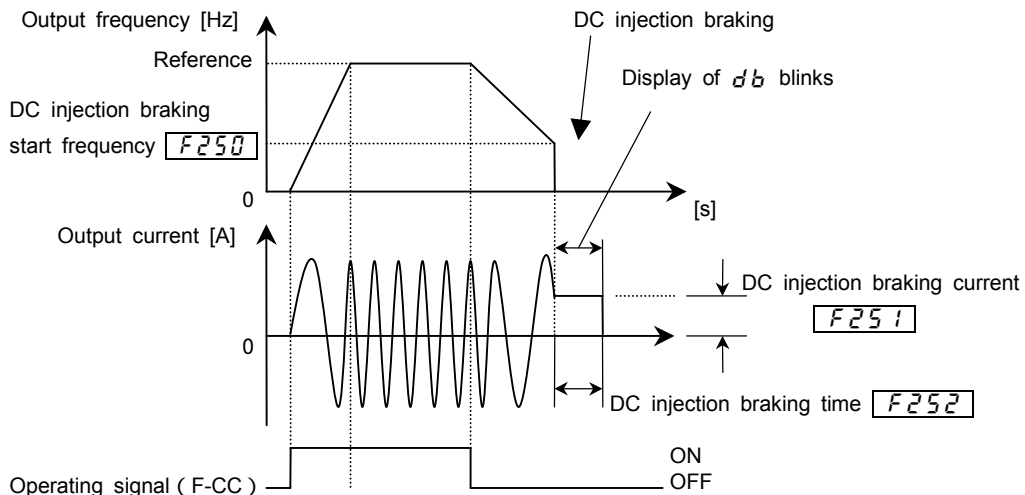 Output frequency [Hz]
DC injection braking
Reference
Display of db blinks
DC injection braking
start frequency F250
0
[s]
Output current [A]
DC injection braking current
F251
0
DC injection braking time F252
ON
Operating signal ( F-CC )
OFF